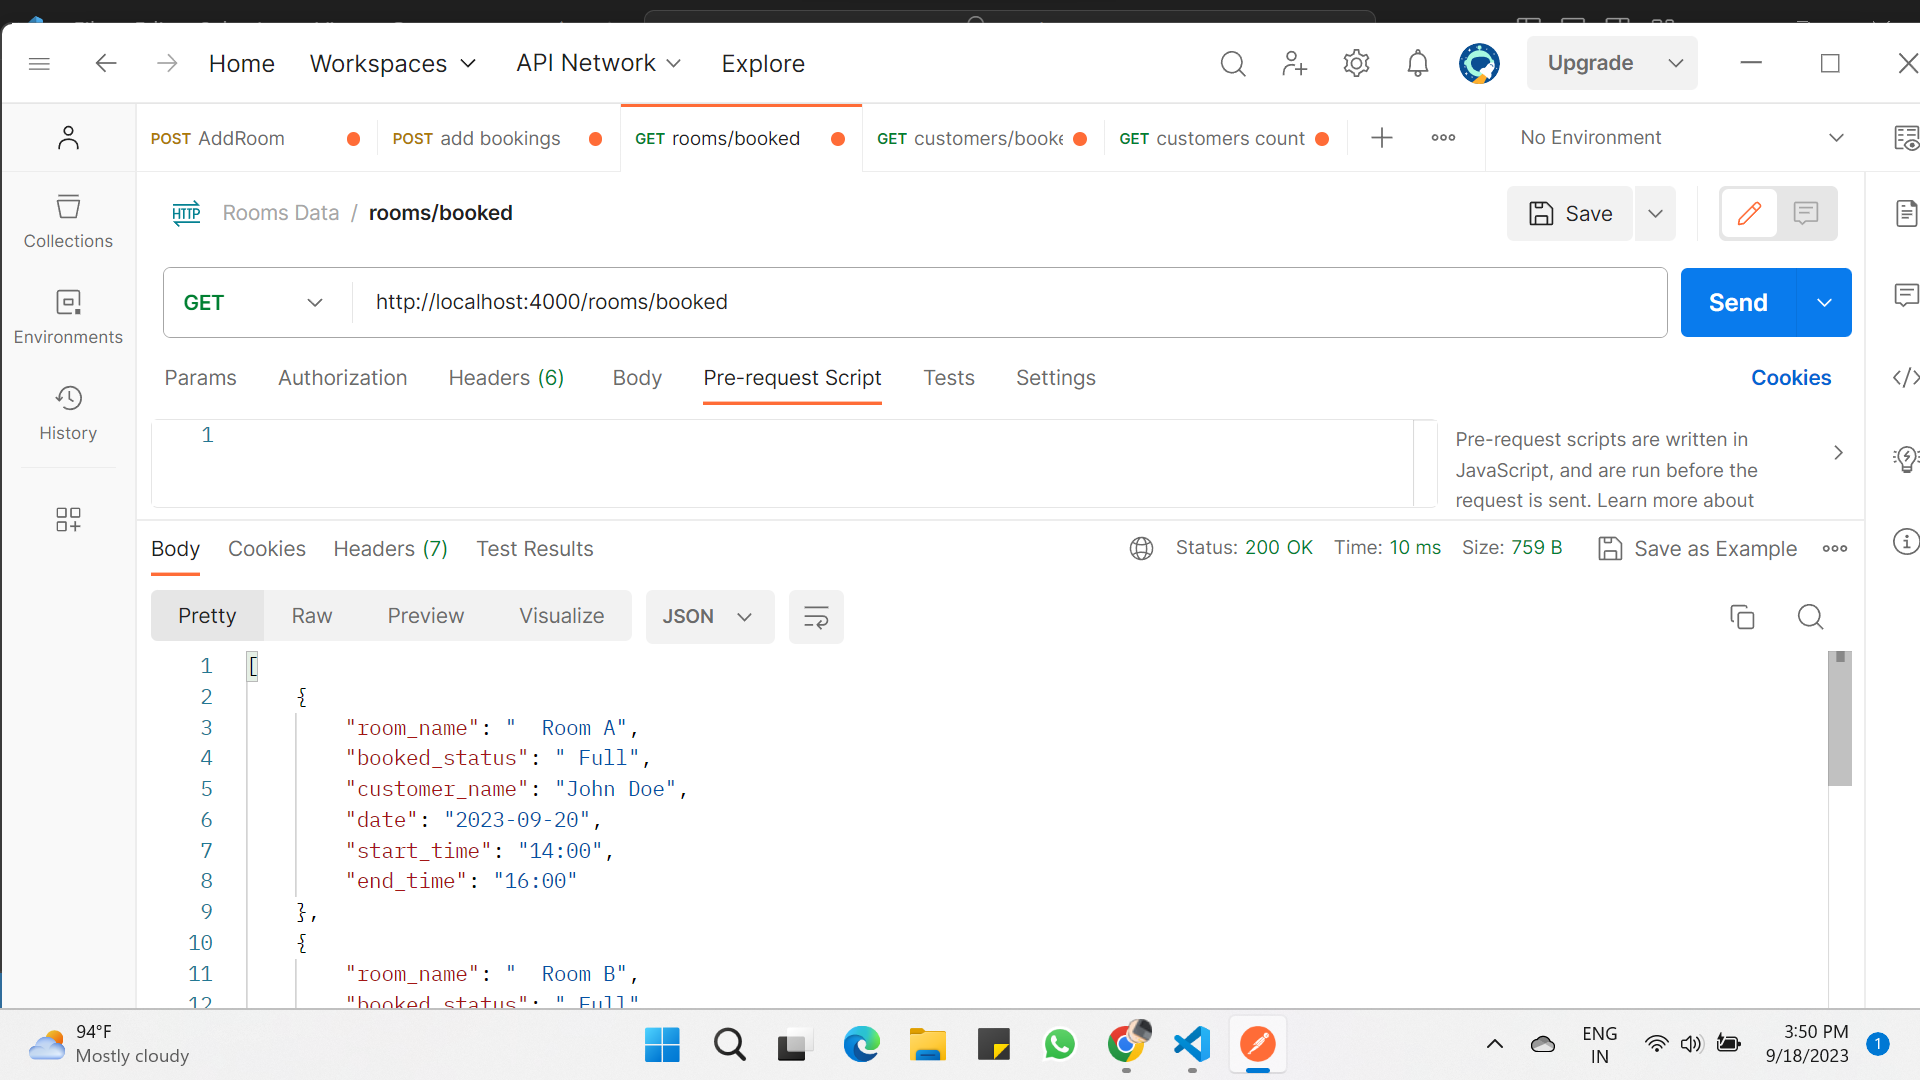 Home Workspaces API Network Explore Upgrade
POST AddRoom POST add bookings GET rooms/booked GET customers/booke GET customers count No Environment
HTTP Rooms Data / rooms/booked Save
GET http://localhost:4000/rooms/booked Send
Params Authorization Headers (6) Body Pre-request Script Tests Settings Cookies
Collections
Environments
History
1
Pre-request scripts are written in
JavaScript, and are run before the
request is sent. Learn more about
Body Cookies Headers (7) Test Results Status: 200 OK Time: 10 ms Size: 759 B Save as Example
Pretty Raw Preview Visualize JSON
1 [
2 {
3 "room_name": "  Room A",
4 "booked_status": " Full",
5 "customer_name": "John Doe",
6 "date": "2023-09-20",
7 "start_time": "14:00",
8 "end_time": "16:00"
9 },
10 {
11 "room_name": "  Room B",
12 "booked_status": " Full"
94°F
Mostly cloudy
ENG
IN
3:50 PM
9/18/2023
1